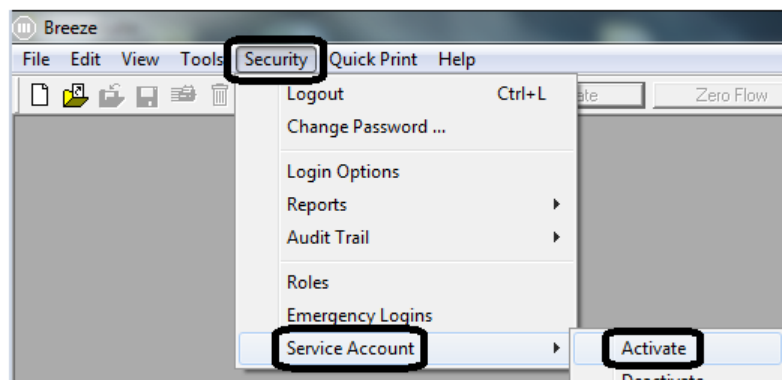 Breeze
File Edit View Tools Security Quick Print Help
Logout Ctrl+L
Zero Flow
Change Password ...
Login Options
Reports
Audit Trail
Roles
Emergency Logins
Service Account
Activate
Deactivate